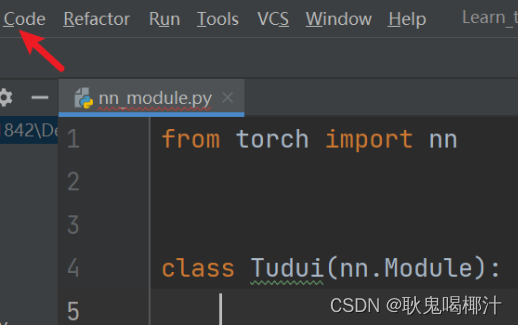 Code Refactor Run Tools VCS Window Help Learn_t
nn_module.py
1842\De
1 from torch import nn
2
3
4 class Tudui(nn.Module):
5
CSDN @耿鬼喝椰汁